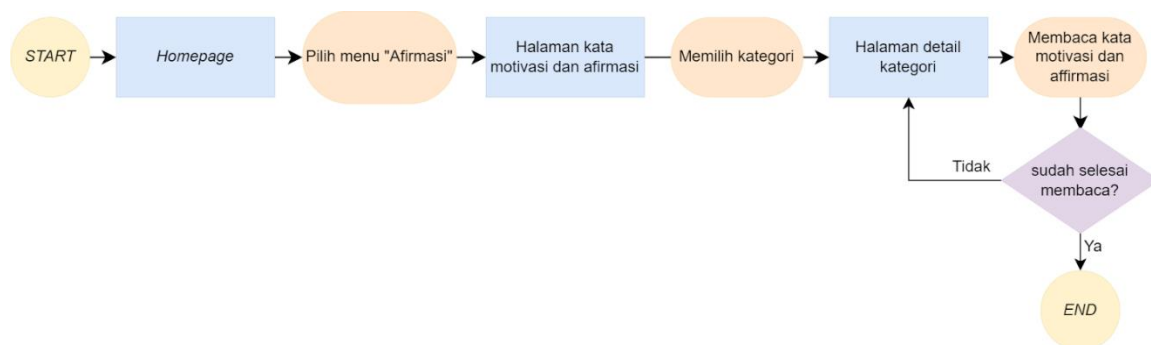 START
Homepage
Pilih menu "Afirmasi"
Halaman kata
motivasi dan afirmasi
Memilih kategori
Halaman detail
kategori
Membaca kata
motivasi dan
affirmasi
Tidak
sudah selesai
membaca?
Ya
END